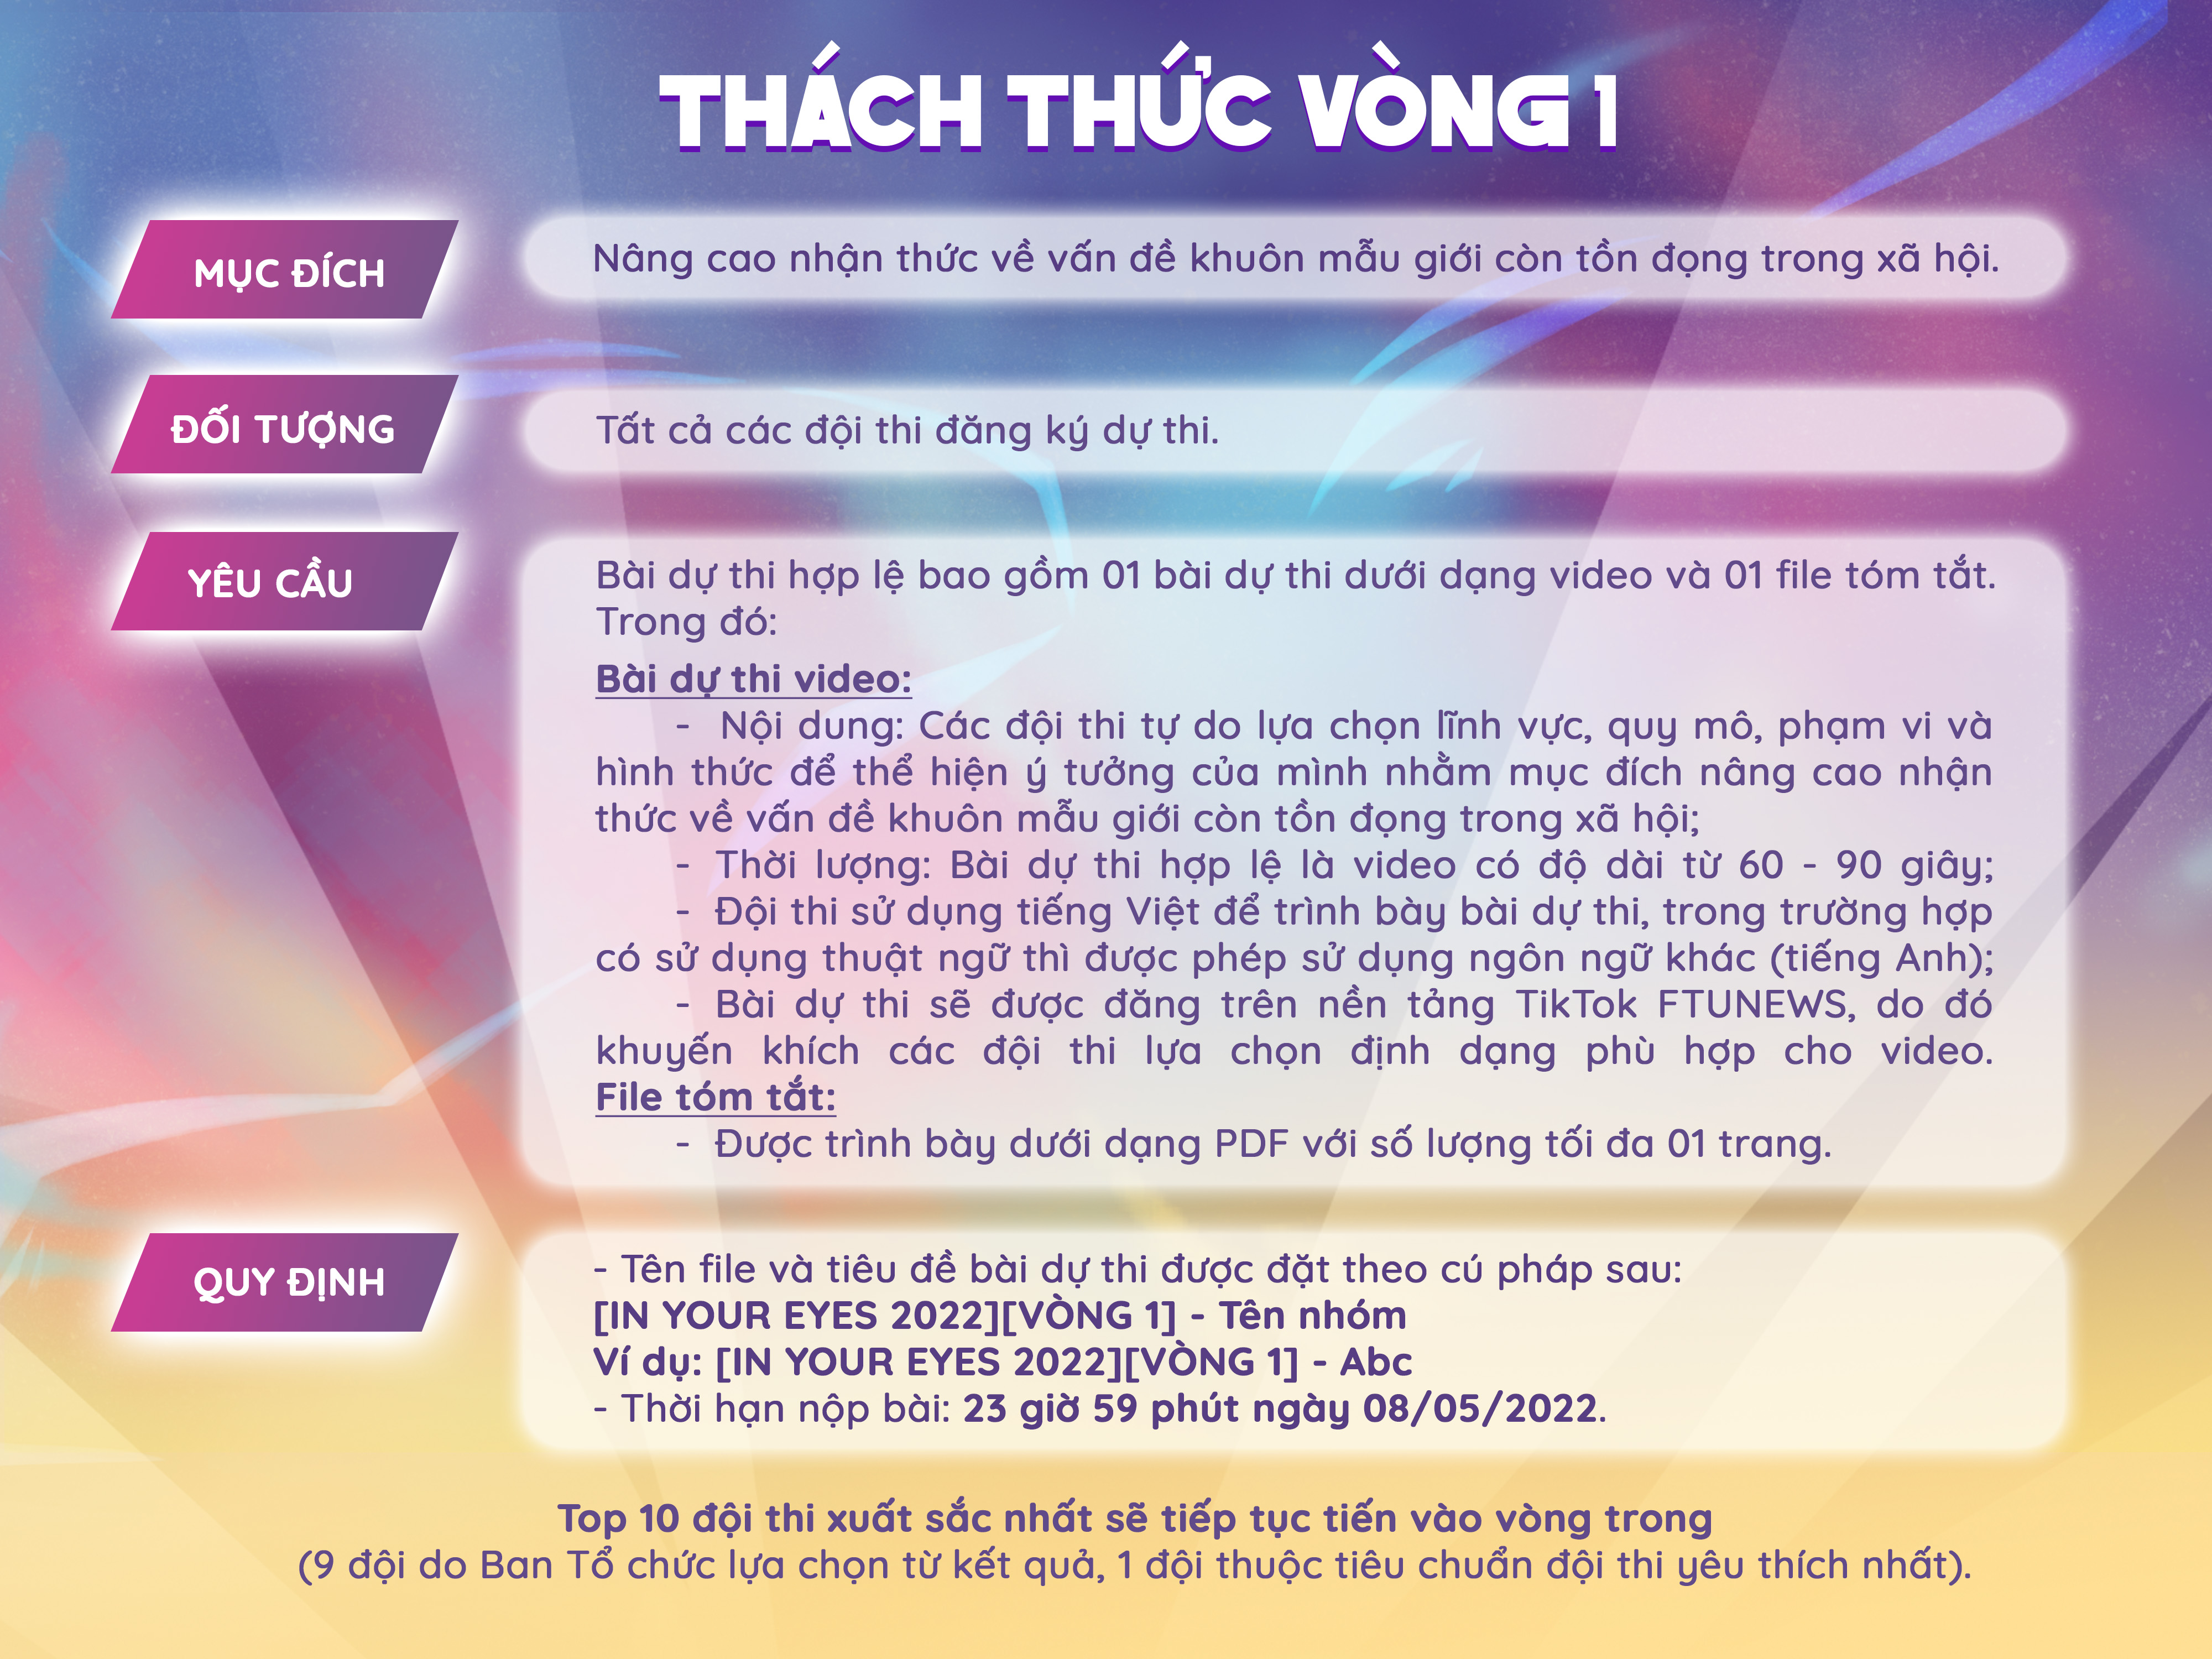 THÁCH THỨC VÒNG 1
MỤC ĐÍCH
Nâng cao nhận thức về vấn đề khuôn mẫu giới còn tồn đọng trong xã hội.
ĐỐI TƯỢNG
Tất cả các đội thi đăng ký dự thi.
YÊU CẦU
Bài dự thi hợp lệ bao gồm 01 bài dự thi dưới dạng video và 01 file tóm tắt.
Trong đó:
Bài dự thi video:
- Nội dung: Các đội thi tự do lựa chọn lĩnh vực, quy mô, phạm vi và
hình thức để thể hiện ý tưởng của mình nhằm mục đích nâng cao nhận
thức về vấn đề khuôn mẫu giới còn tồn đọng trong xã hội;
- Thời lượng: Bài dự thi hợp lệ là video có độ dài từ 60 - 90 giây;
- Đội thi sử dụng tiếng Việt để trình bày bài dự thi, trong trường hợp
có sử dụng thuật ngữ thì được phép sử dụng ngôn ngữ khác (tiếng Anh);
- Bài dự thi sẽ được đăng trên nền tảng TikTok FTUNEWS, do đó
khuyến khích các đội thi lựa chọn định dạng phù hợp cho video.
File tóm tắt:
- Được trình bày dưới dạng PDF với số lượng tối đa 01 trang.
QUY ĐỊNH
- Tên file và tiêu đề bài dự thi được đặt theo cú pháp sau:
[IN YOUR EYES 2022][VÒNG 1] - Tên nhóm
Ví dụ: [IN YOUR EYES 2022][VÒNG 1] - Abc
- Thời hạn nộp bài: 23 giờ 59 phút ngày 08/05/2022.
Top 10 đội thi xuất sắc nhất sẽ tiếp tục tiến vào vòng trong
(9 đội do Ban Tổ chức lựa chọn từ kết quả, 1 đội thuộc tiêu chuẩn đội thi yêu thích nhất).